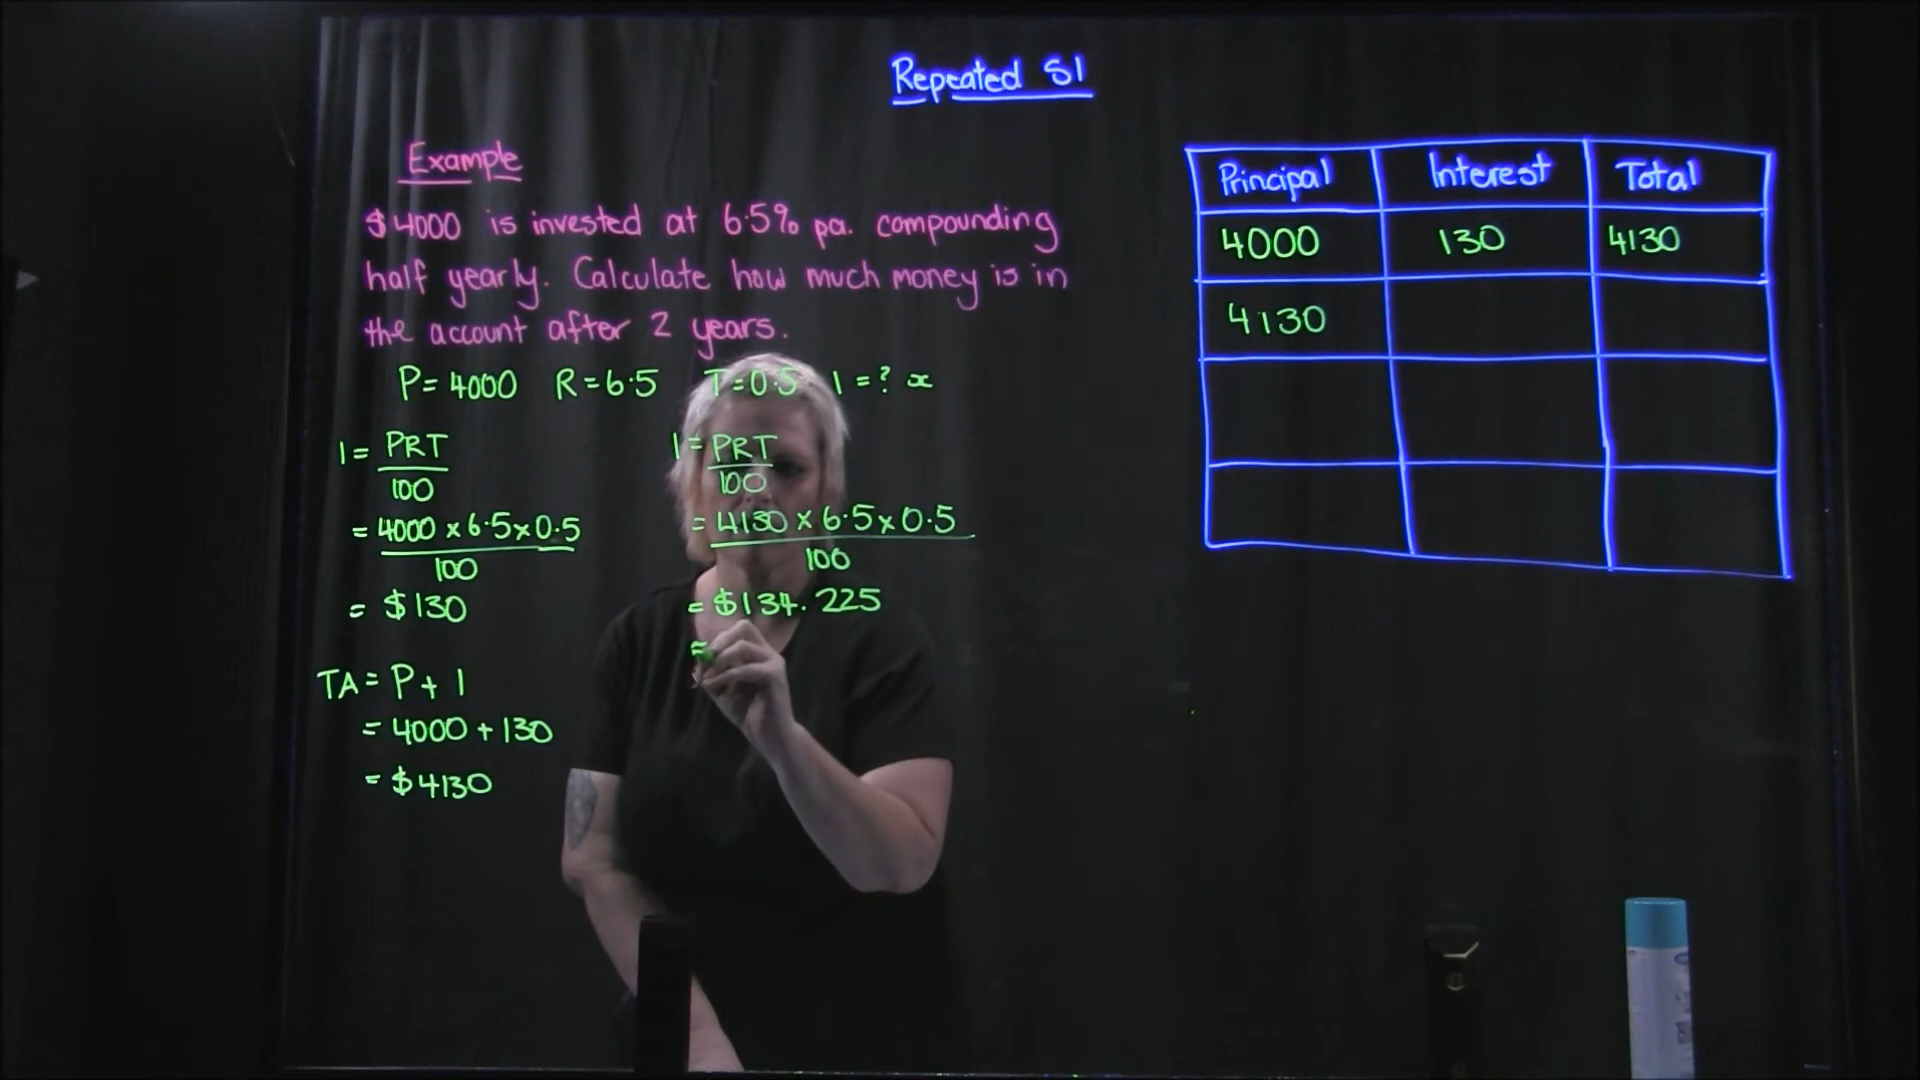 Repeated SI
Example
$4000 is invested at 6.5% pa. compounding
half yearly. Calculate how much money is in
the account after 2 years.
P = 4000 R = 6.5 T = 0.5 I = ? x
I = PRT
100
= 4000 x 6.5 x 0.5
100
= $130
TA = P + I
= 4000 + 130
= $4130
I = PRT
100
= 4130 x 6.5 x 0.5
100
= $134.225
≈
Principal Interest Total
4000 130 4130
4130